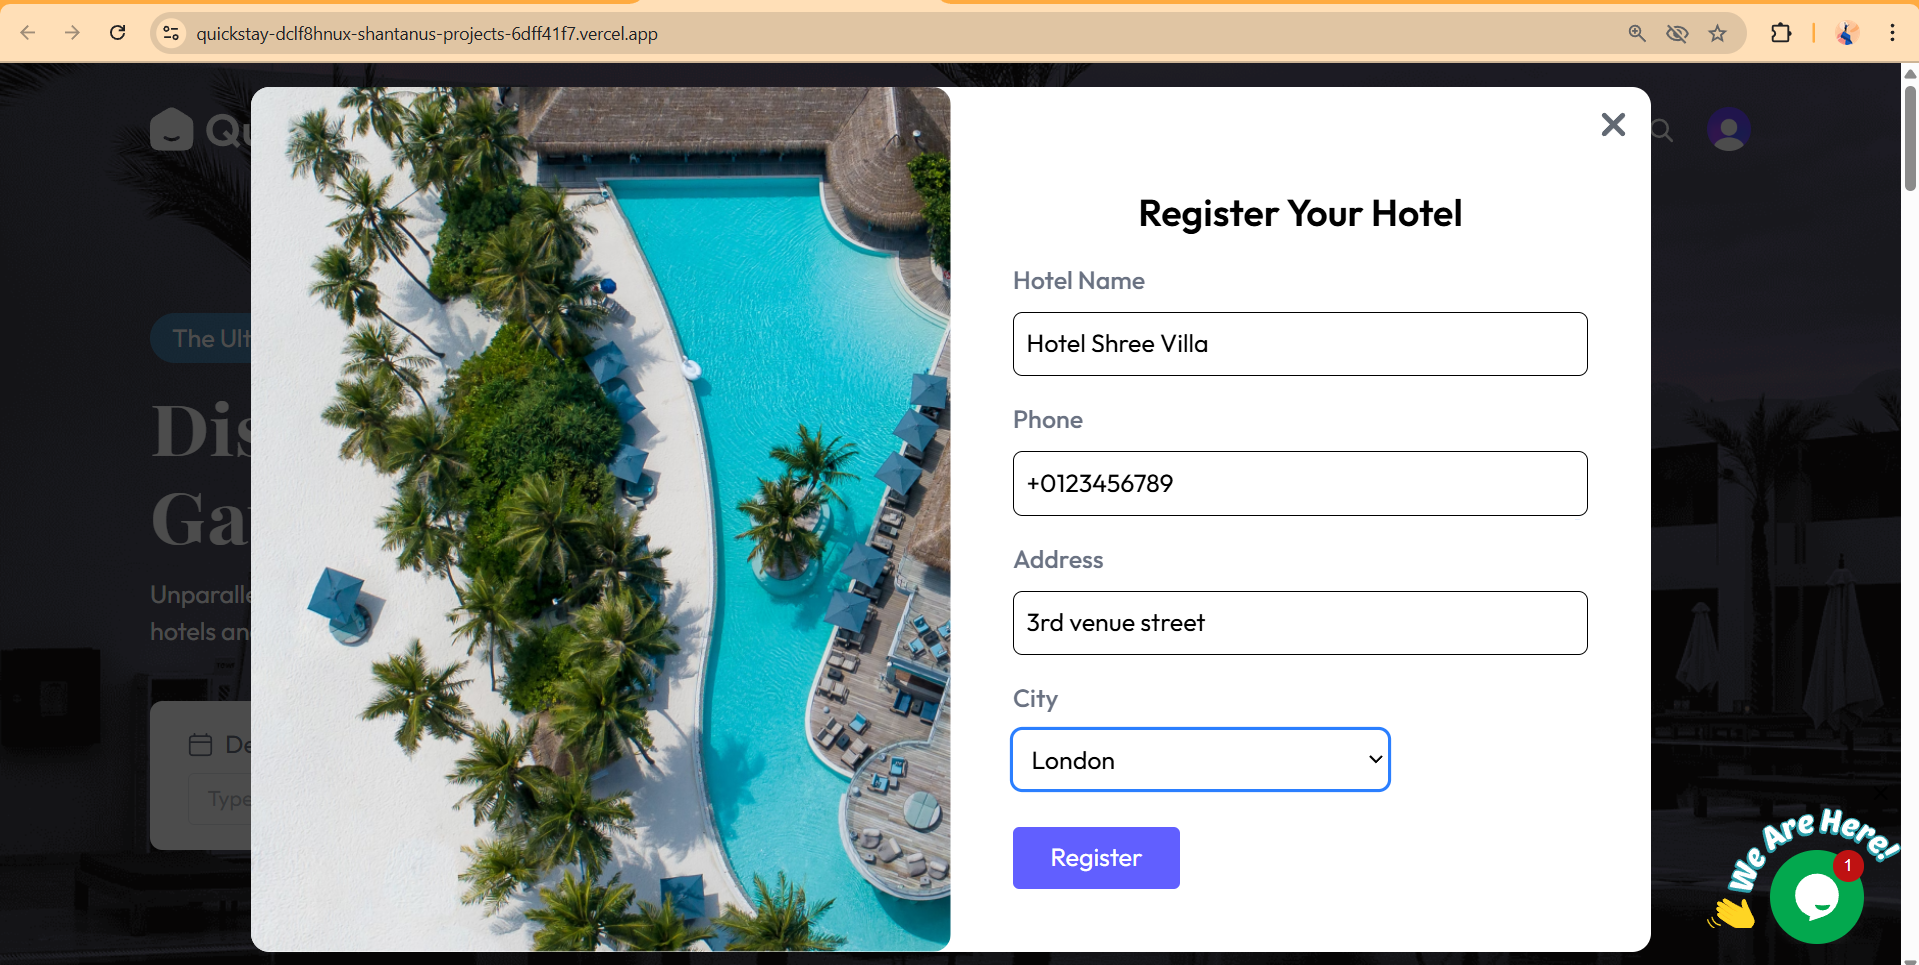 quickstay-dclf8hnux-shantanus-projects-6dff41f7.vercel.app
Qu
The Ult
Dis
Ga
Unparalle
hotels an
De
Type
Register Your Hotel
Hotel Name
Hotel Shree Villa
Phone
+0123456789
Address
3rd venue street
City
London
Register
We Are Here!
1